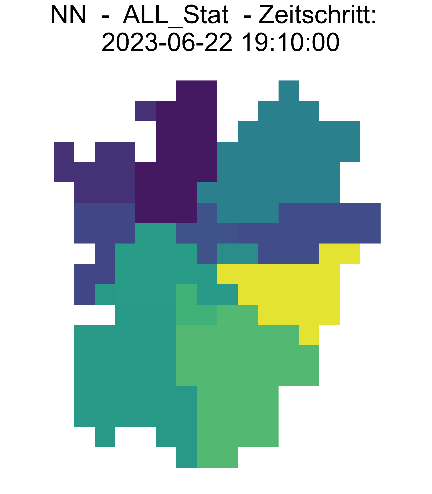 NN - ALL_Stat - Zeitschritt:
2023-06-22 19:10:00